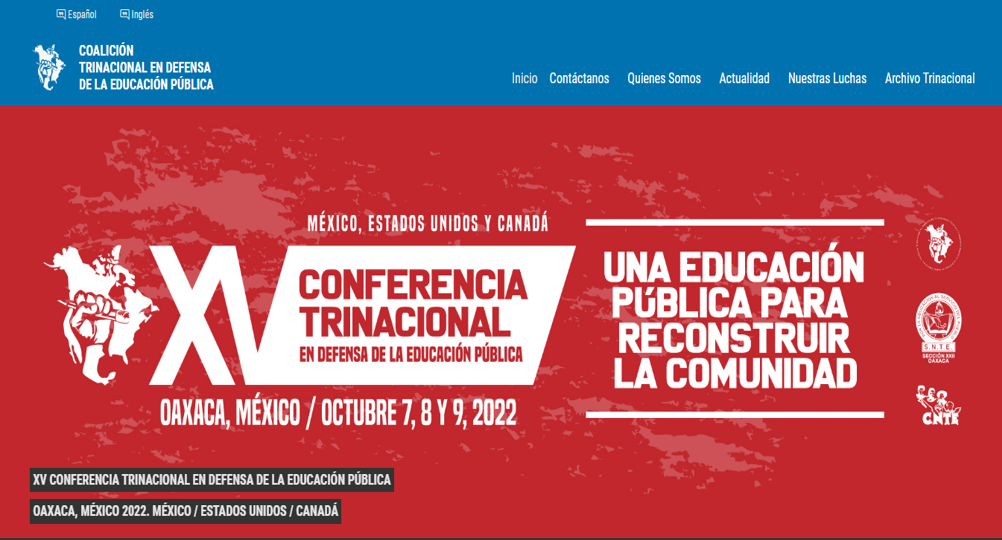 Español
Inglés
COALICIÓN
TRINACIONAL EN DEFENSA
DE LA EDUCACIÓN PÚBLICA
Inicio
Contáctanos
Quienes Somos
Actualidad
Nuestras Luchas
Archivo Trinacional
MÉXICO, ESTADOS UNIDOS Y CANADÁ
XV
CONFERENCIA
TRINACIONAL
EN DEFENSA DE LA EDUCACIÓN PÚBLICA
OAXACA, MÉXICO / OCTUBRE 7, 8 Y 9, 2022
UNA EDUCACIÓN
PÚBLICA PARA
RECONSTRUIR
LA COMUNIDAD
S.N.T.E.
SECCIÓN XXII
OAXACA
CNTE
XV CONFERENCIA TRINACIONAL EN DEFENSA DE LA EDUCACIÓN PÚBLICA
OAXACA, MÉXICO 2022. MÉXICO / ESTADOS UNIDOS / CANADÁ